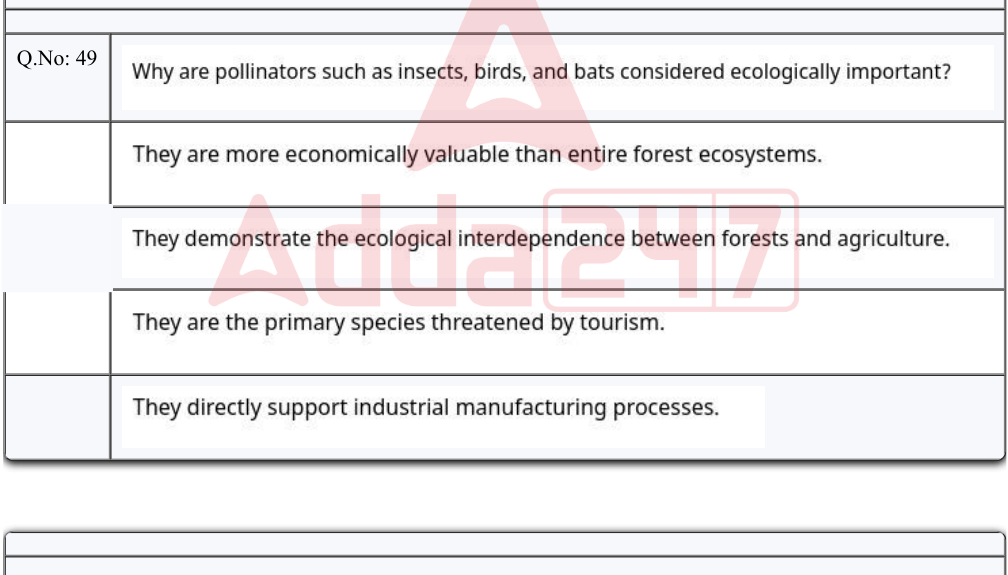 Q.No: 49
Why are pollinators such as insects, birds, and bats considered ecologically important?
They are more economically valuable than entire forest ecosystems.
They demonstrate the ecological interdependence between forests and agriculture.
Adda247
They are the primary species threatened by tourism.
They directly support industrial manufacturing processes.